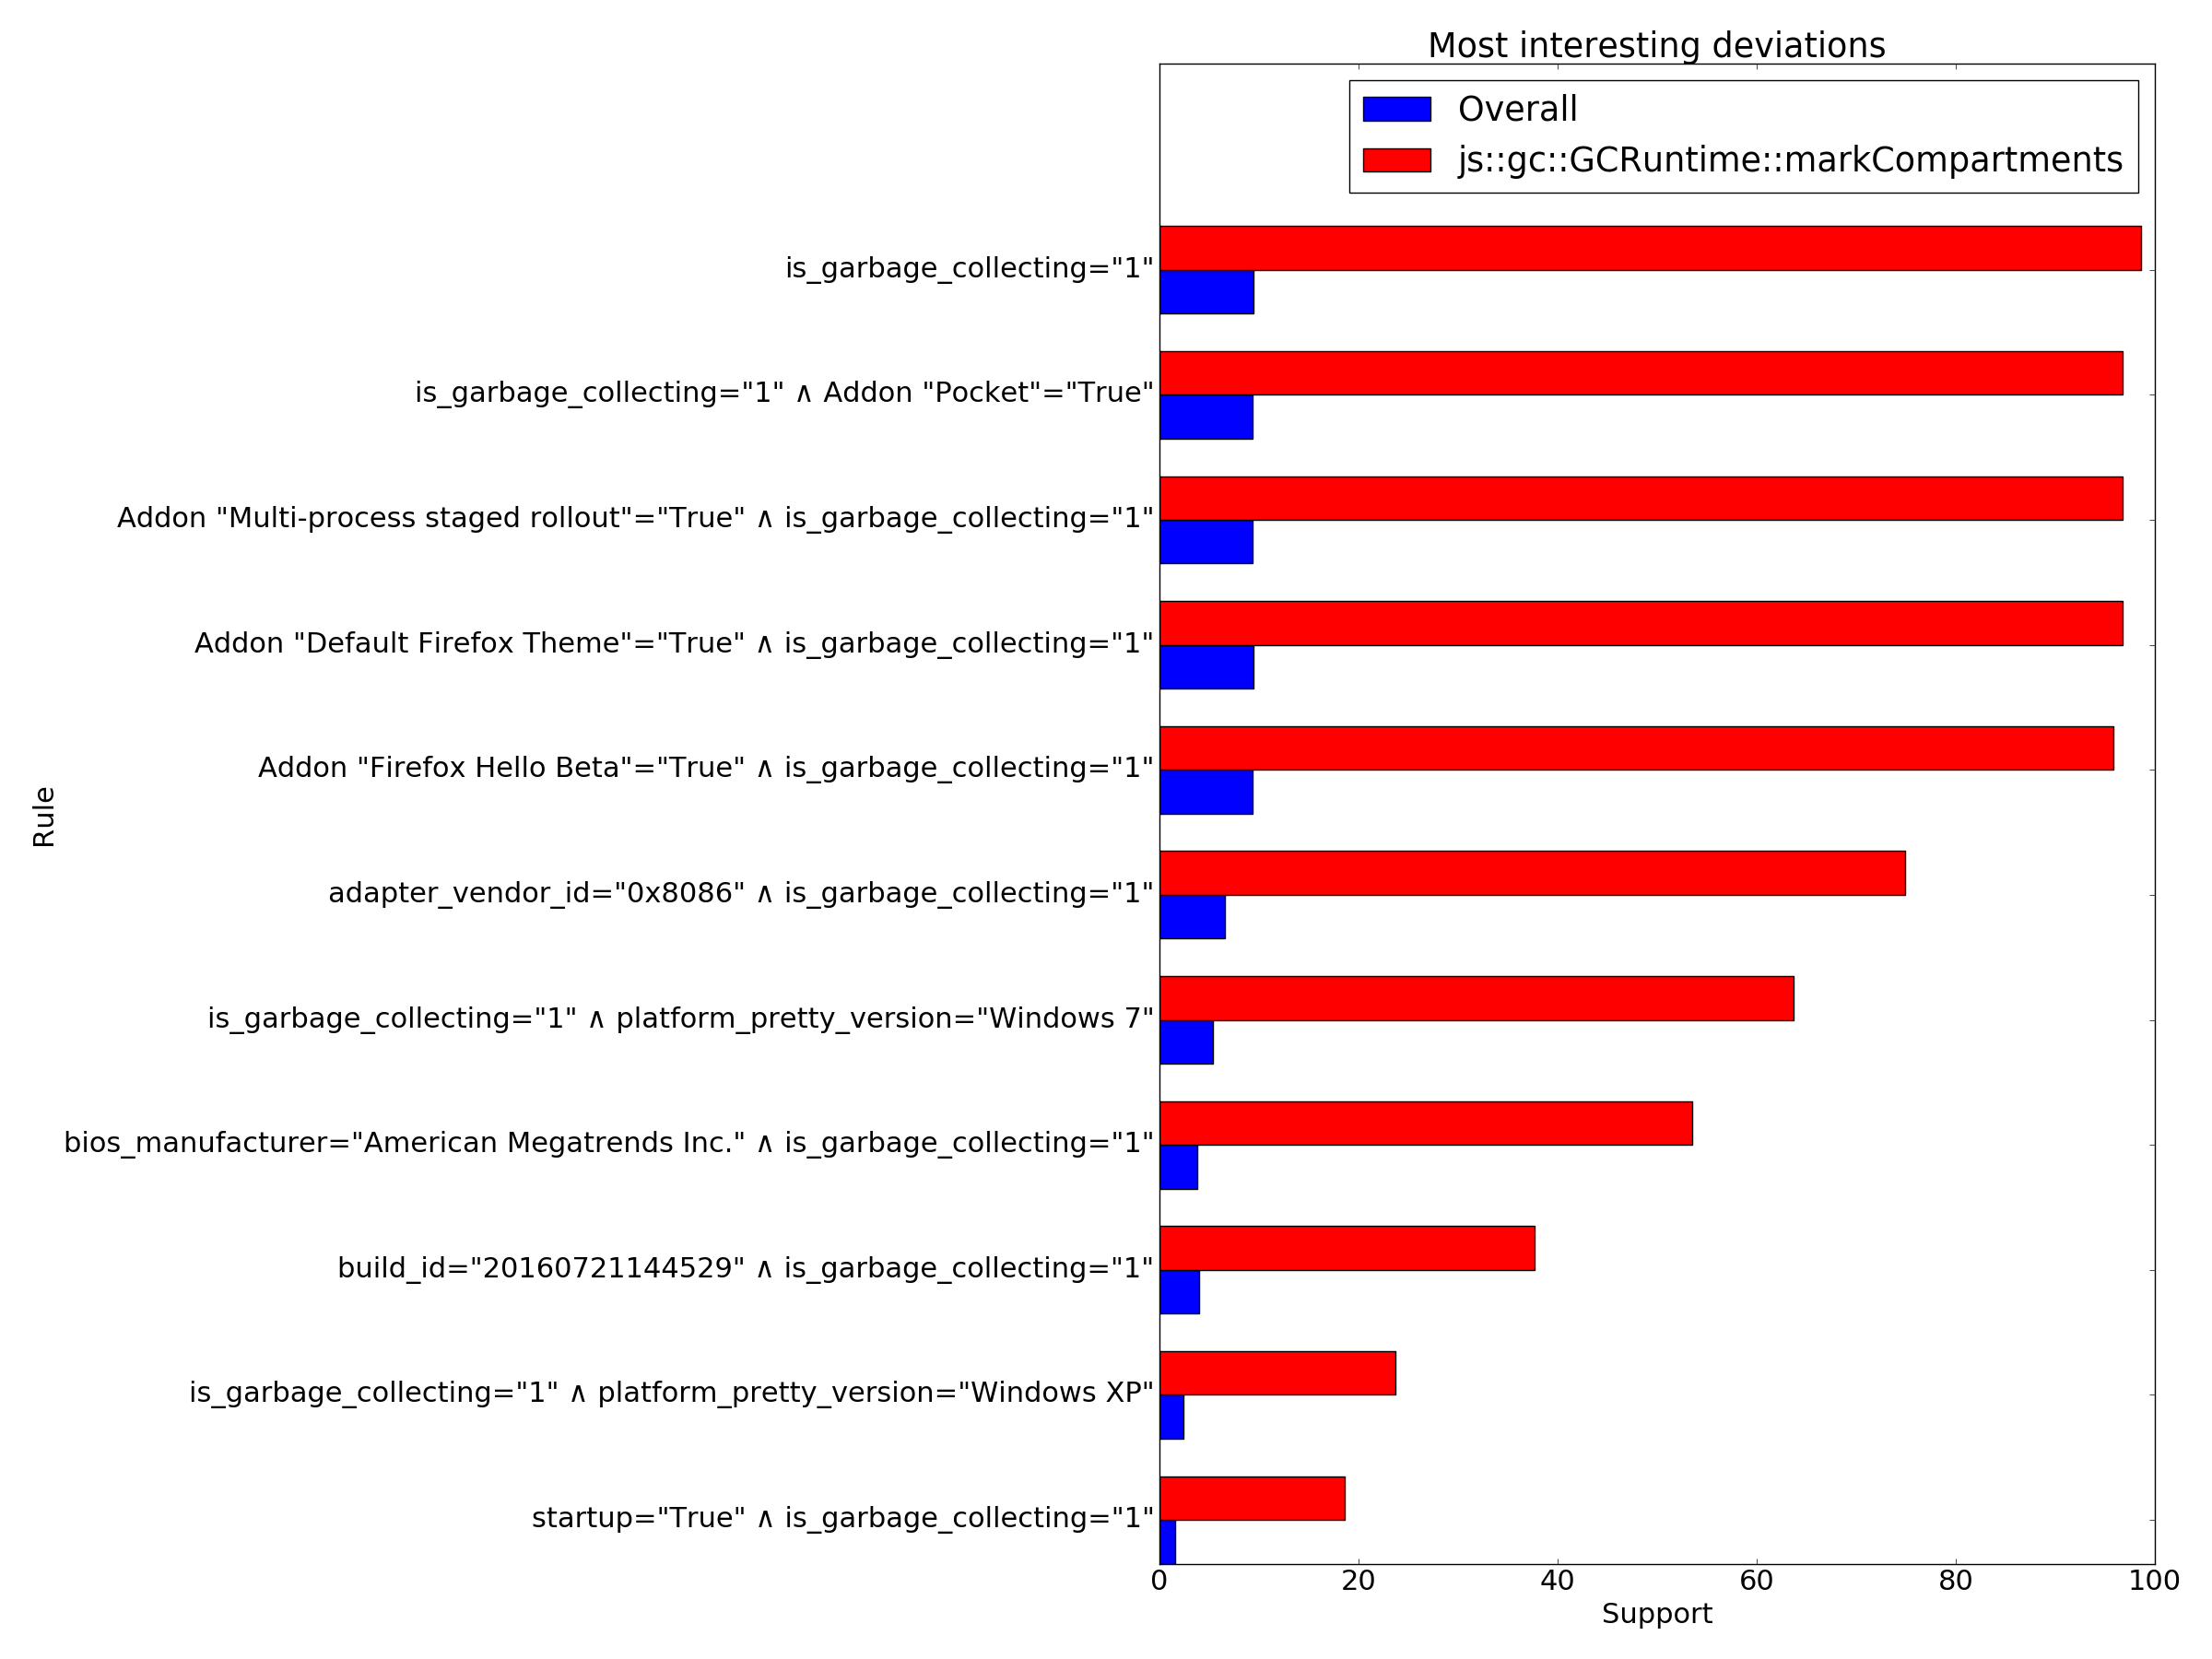 Most interesting deviations
Overall
js::gc::GCRuntime::markCompartments
is_garbage_collecting="1"
is_garbage_collecting="1" ∧ Addon "Pocket"="True"
Addon "Multi-process staged rollout"="True" ∧ is_garbage_collecting="1"
Addon "Default Firefox Theme"="True" ∧ is_garbage_collecting="1"
Addon "Firefox Hello Beta"="True" ∧ is_garbage_collecting="1"
Rule
adapter_vendor_id="0x8086" ∧ is_garbage_collecting="1"
is_garbage_collecting="1" ∧ platform_pretty_version="Windows 7"
bios_manufacturer="American Megatrends Inc." ∧ is_garbage_collecting="1"
build_id="20160721144529" ∧ is_garbage_collecting="1"
is_garbage_collecting="1" ∧ platform_pretty_version="Windows XP"
startup="True" ∧ is_garbage_collecting="1"
0 20 40 60 80 100
Support